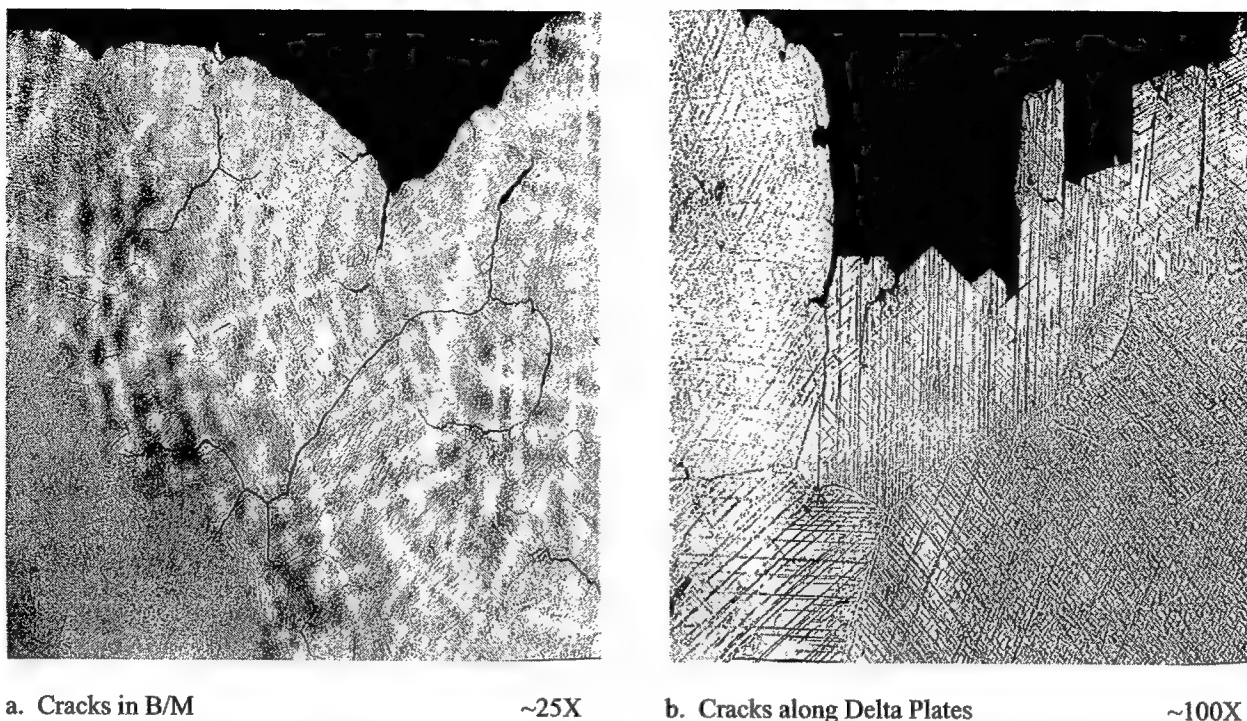 a. Cracks in B/M ~25X
b. Cracks along Delta Plates ~100X